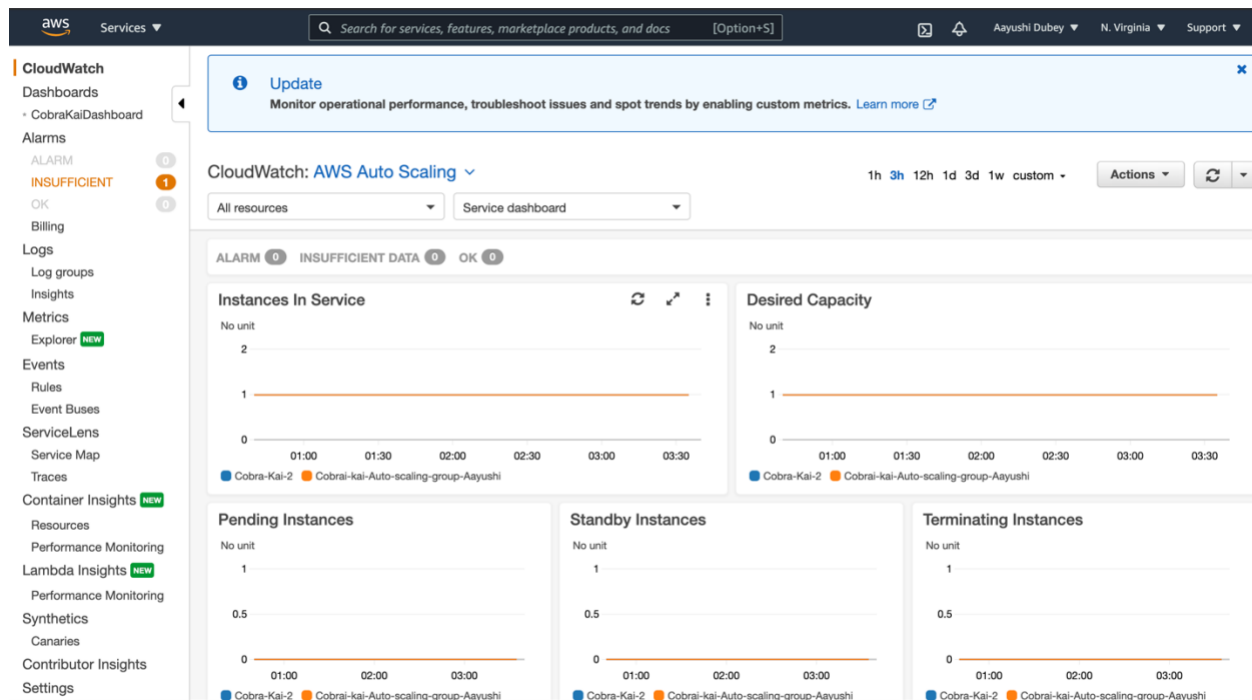 aws Services ▼ Search for services, features, marketplace products, and docs [Option+S] Aayushi Dubey ▼ N. Virginia ▼ Support ▼
CloudWatch
Dashboards
CobraKaiDashboard
Alarms
ALARM 0
INSUFFICIENT 1
OK 0
Billing
Logs
Log groups
Insights
Metrics
Explorer NEW
Events
Rules
Event Buses
ServiceLens
Service Map
Traces
Container Insights NEW
Resources
Performance Monitoring
Lambda Insights NEW
Performance Monitoring
Synthetics
Canaries
Contributor Insights
Settings
Update
Monitor operational performance, troubleshoot issues and spot trends by enabling custom metrics. Learn more
CloudWatch: AWS Auto Scaling
1h 3h 12h 1d 3d 1w custom Actions
All resources Service dashboard
ALARM 0 INSUFFICIENT DATA 0 OK 0
Instances In Service
No unit
2
1
0
01:00 01:30 02:00 02:30 03:00 03:30
Cobra-Kai-2 Cobrai-kai-Auto-scaling-group-Aayushi
Desired Capacity
No unit
2
1
0
01:00 01:30 02:00 02:30 03:00 03:30
Cobra-Kai-2 Cobrai-kai-Auto-scaling-group-Aayushi
Pending Instances
No unit
1
0.5
0
01:00 02:00 03:00
Cobra-Kai-2 Cobrai-kai-Auto-scaling-group-Aayushi
Standby Instances
No unit
1
0.5
0
01:00 02:00 03:00
Cobra-Kai-2 Cobrai-kai-Auto-scaling-group-Aayushi
Terminating Instances
No unit
1
0.5
0
01:00 02:00 03:00
Cobra-Kai-2 Cobrai-kai-Auto-scaling-group-Aayushi